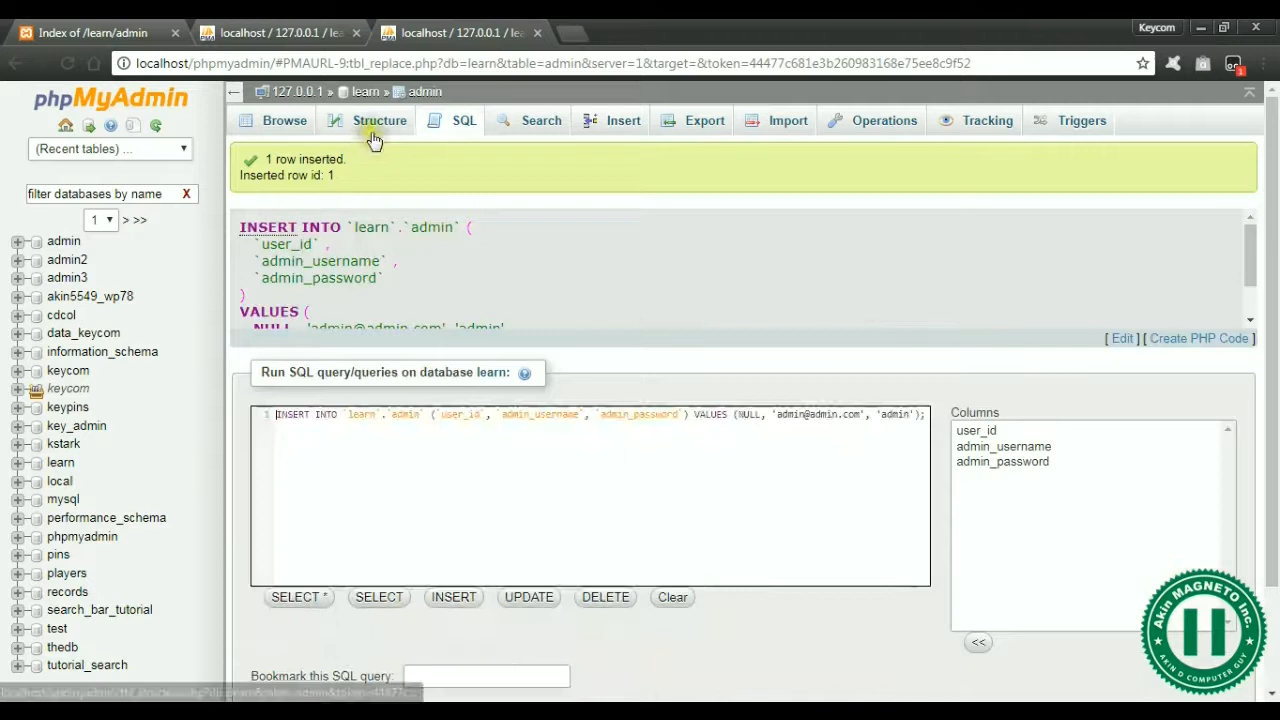 Index of /learn/admin
localhost / 127.0.0.1 / le
localhost / 127.0.0.1 / le
Keycom
localhost/phpmyadmin/#PMAURL-9:tbl_replace.php?db=learn&table=admin&server=1&target=&token=44477c681e3b260983168e75ee8c9f52
1
phpMyAdmin
(Recent tables) ...
filter databases by name X
1 > >>
admin
admin2
admin3
akin5549_wp78
cdcol
data_keycom
information_schema
keycom
keycom
keypins
key_admin
kstark
learn
local
mysql
performance_schema
phpmyadmin
pins
players
records
search_bar_tutorial
test
thedb
tutorial_search
127.0.0.1 » learn » admin
Browse Structure SQL Search Insert Export Import Operations Tracking Triggers
1 row inserted.
Inserted row id: 1
INSERT INTO `learn`.`admin` (
`user_id` ,
`admin_username` ,
`admin_password`
)
VALUES (
NULL, 'admin@admin.com', 'admin'
[ Edit ] [ Create PHP Code ]
Run SQL query/queries on database learn:
1 INSERT INTO `learn`.`admin` (`user_id`, `admin_username`, `admin_password`) VALUES (NULL, 'admin@admin.com', 'admin');
Columns
user_id
admin_username
admin_password
SELECT * SELECT INSERT UPDATE DELETE Clear
<<
Bookmark this SQL query:
Akin MAGNETO Inc.
AKIN D COMPUTER GUY